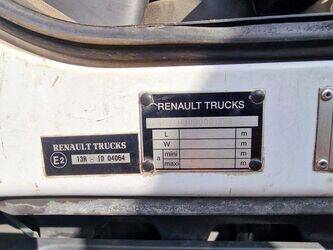 RENAULT TRUCKS
L m
W m
a mini m
maxi m
RENAULT TRUCKS
E2 13R - 10 04064